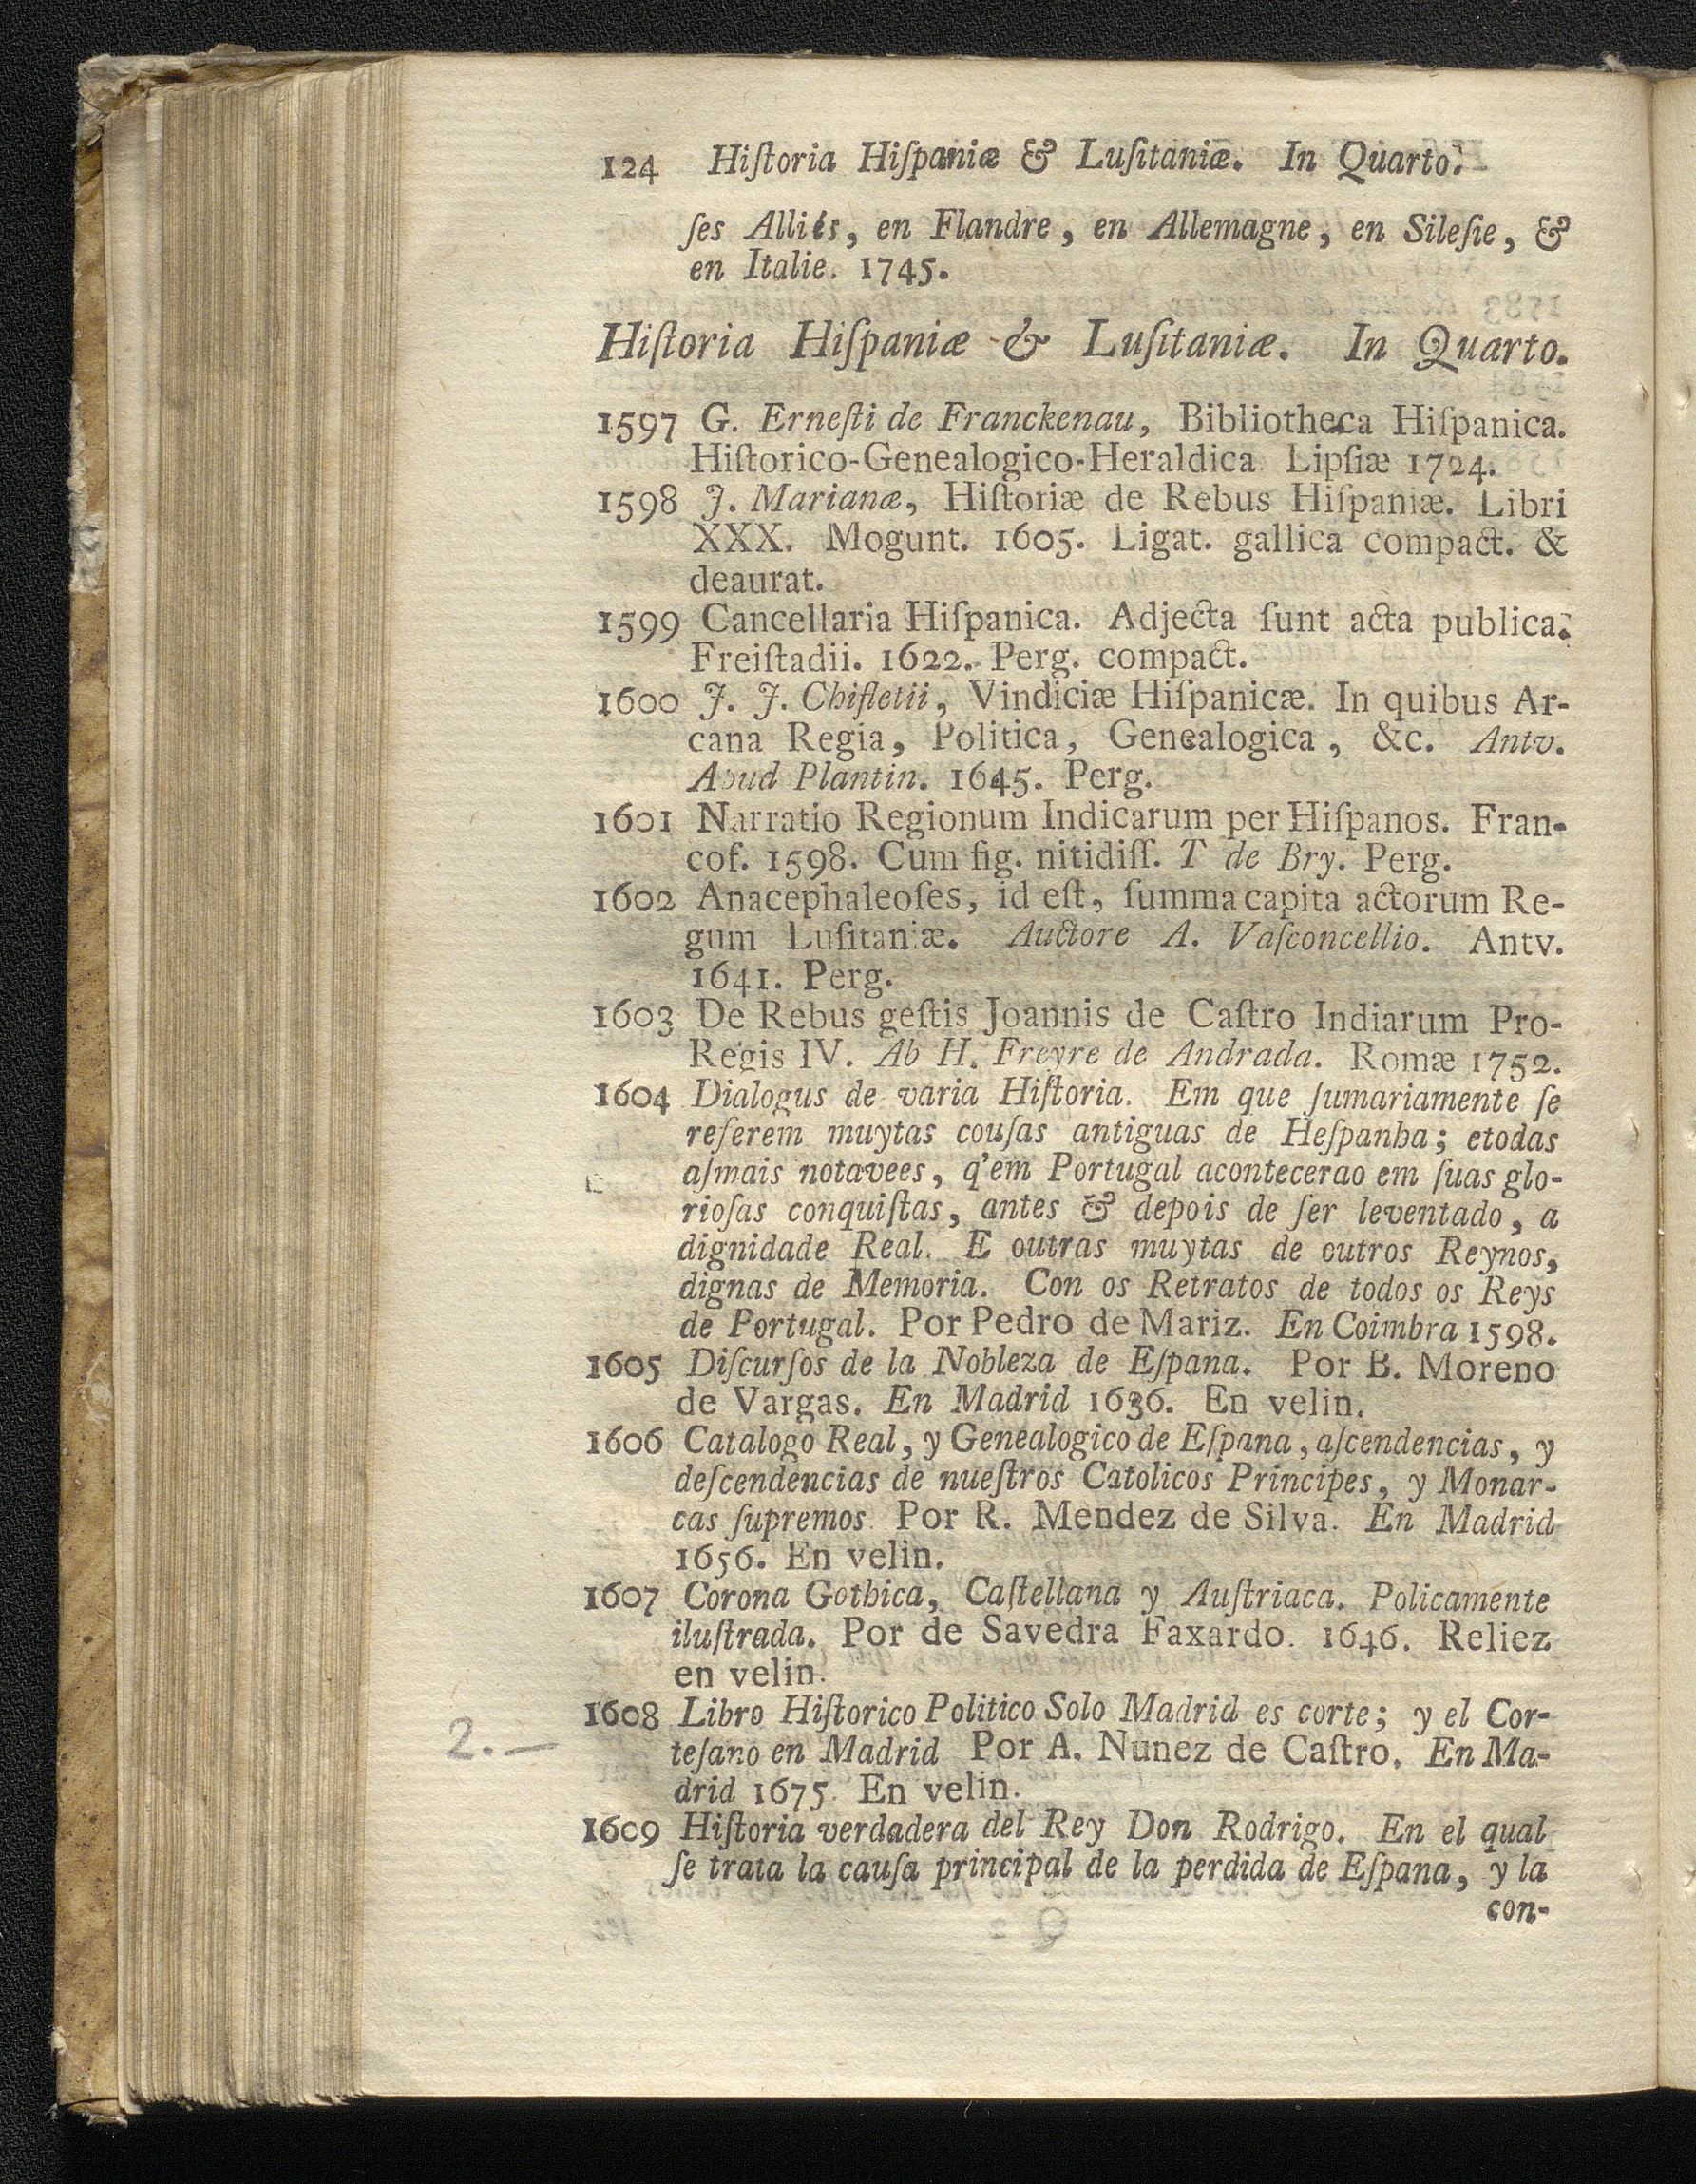 124 Hiſtoria Hiſpaniæ & Luſitaniæ. In Quarto.
ſes Alliés, en Flandre, en Allemagne, en Sileſie, &
en Italie. 1745.
Hiſtoria Hiſpaniæ & Luſitaniæ. In Quarto.
1597 G. Erneſti de Franckenau, Bibliotheca Hiſpanica.
Hiſtorico-Genealogico-Heraldica. Lipſiæ 1724.
1598 J. Marianæ, Hiſtoriæ de Rebus Hiſpaniæ. Libri
XXX. Mogunt. 1605. Ligat. gallica compact. &
deaurat.
1599 Cancellaria Hiſpanica. Adjecta ſunt acta publica.
Freiſtadii. 1622. Perg. compact.
1600 J. J. Chifletii, Vindiciæ Hiſpanicæ. In quibus Ar-
cana Regia, Politica, Genealogica, &c. Antv.
Apud Plantin. 1645. Perg.
1601 Narratio Regionum Indicarum per Hiſpanos. Fran-
cof. 1598. Cum fig. nitidiſſ. T de Bry. Perg.
1602 Anacephaleoſes, id eſt, ſumma capita actorum Re-
gum Luſitaniæ. Auctore A. Vaſconcellio. Antv.
1641. Perg.
1603 De Rebus geſtis Joannis de Caſtro Indiarum Pro-
Regis IV. Ab H. Freyre de Andrada. Romæ 1752.
1604 Dialogus de varia Hiſtoria. Em que ſumariamente ſe
referem muytas couſas antiguas de Heſpanha; etodas
aſmais notavees, q'em Portugal acontecerao em ſuas glo-
rioſas conquiſtas, antes & depois de ſer leventado, a
dignidade Real. E outras muytas de outros Reynos,
dignas de Memoria. Con os Retratos de todos os Reys
de Portugal. Por Pedro de Mariz. En Coimbra 1598.
1605 Diſcurſos de la Nobleza de Eſpana. Por B. Moreno
de Vargas. En Madrid 1636. En velin.
1606 Catalogo Real, y Genealogico de Eſpana, aſcendencias, y
deſcendencias de nueſtros Catolicos Principes, y Monar-
cas ſupremos. Por R. Mendez de Silva. En Madrid
1656. En velin.
1607 Corona Gothica, Caſtellana y Auſtriaca. Policamente
iluſtrada. Por de Savedra Faxardo. 1646. Reliez
en velin.
1608 Libro Hiſtorico Politico Solo Madrid es corte; y el Cor-
2.—
teſano en Madrid Por A. Nunez de Caſtro. En Ma-
drid 1675. En velin.
1609 Hiſtoria verdadera del Rey Don Rodrigo. En el qual
ſe trata la cauſa principal de la perdida de Eſpana, y la
con-